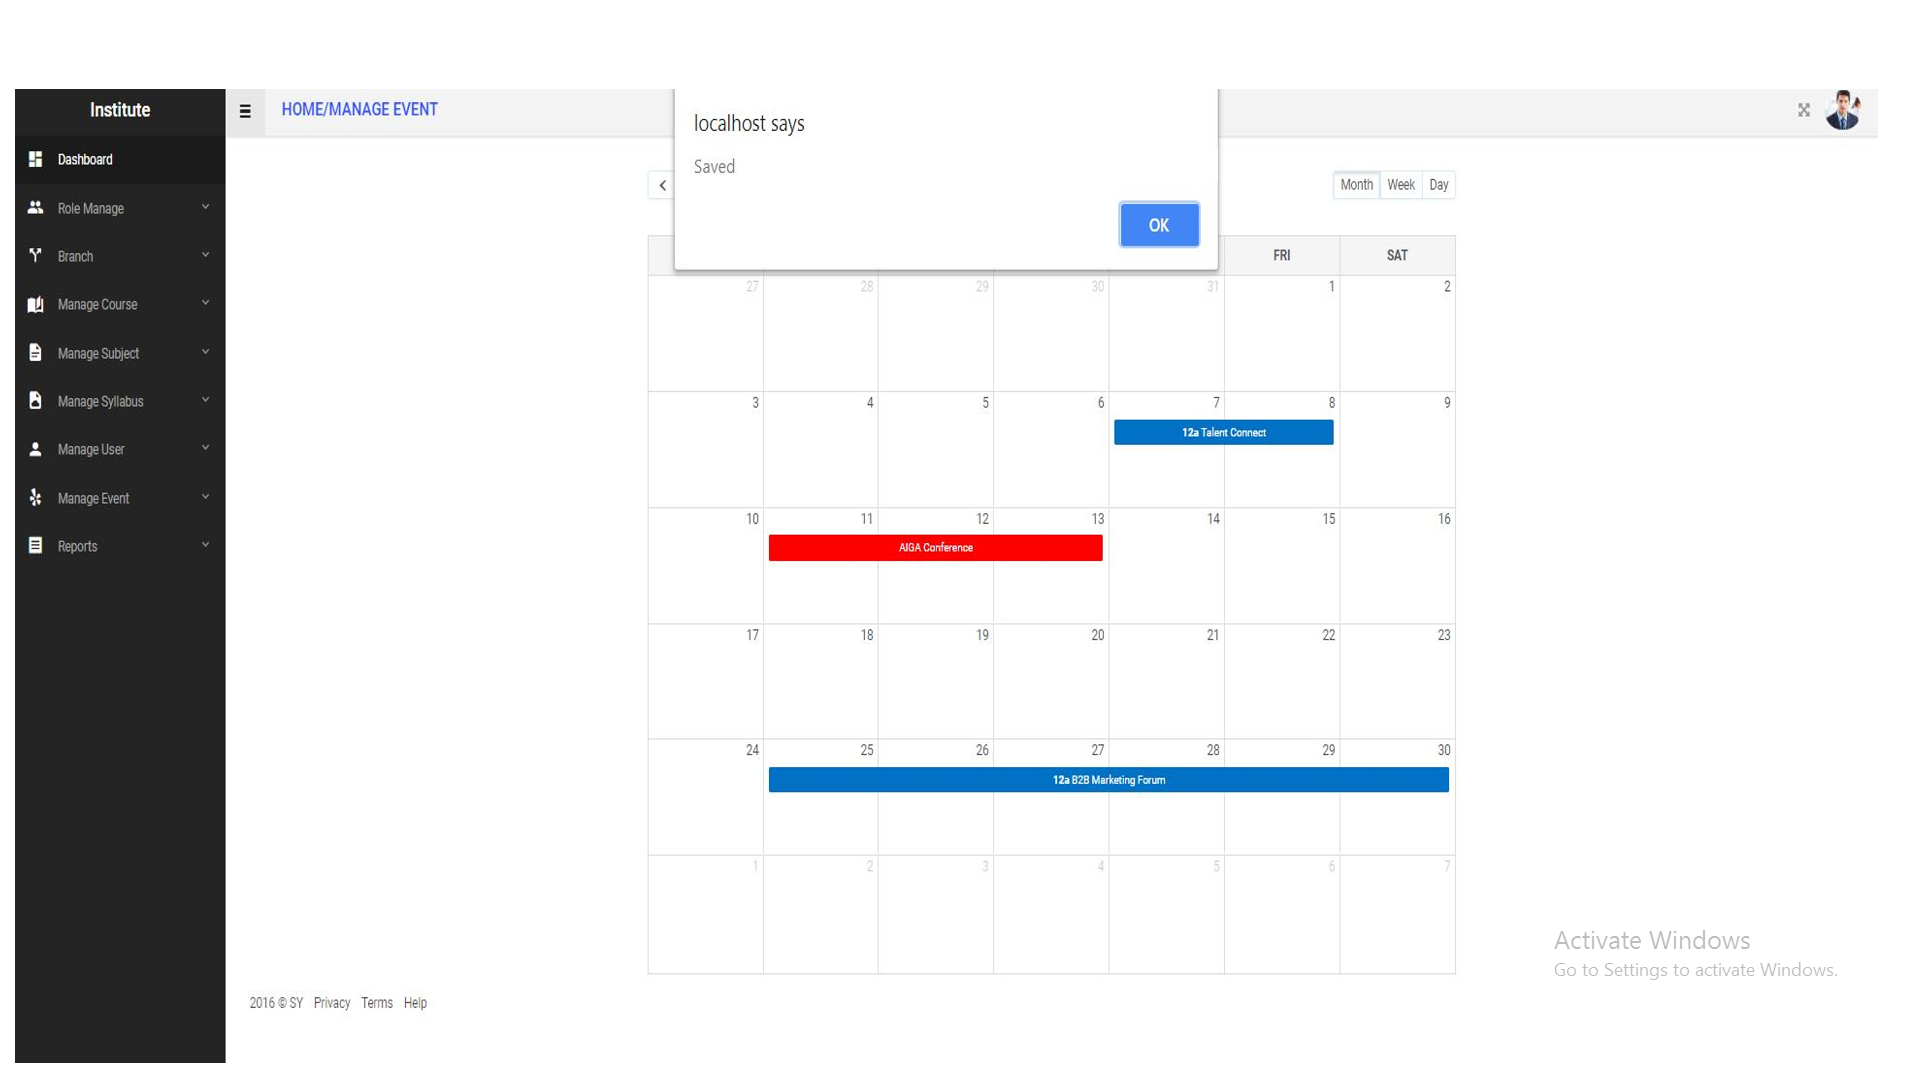 Institute
HOME/MANAGE EVENT
localhost says
Saved
OK
Dashboard
Role Manage
Branch
Manage Course
Manage Subject
Manage Syllabus
Manage User
Manage Event
Reports
Month Week Day
FRI SAT
27 28 29 30 31 1 2
3 4 5 6 7 8 9
12a Talent Connect
10 11 12 13 14 15 16
AIGA Conference
17 18 19 20 21 22 23
24 25 26 27 28 29 30
12a B2B Marketing Forum
1 2 3 4 5 6 7
Activate Windows
Go to Settings to activate Windows.
2016 © SY Privacy Terms Help